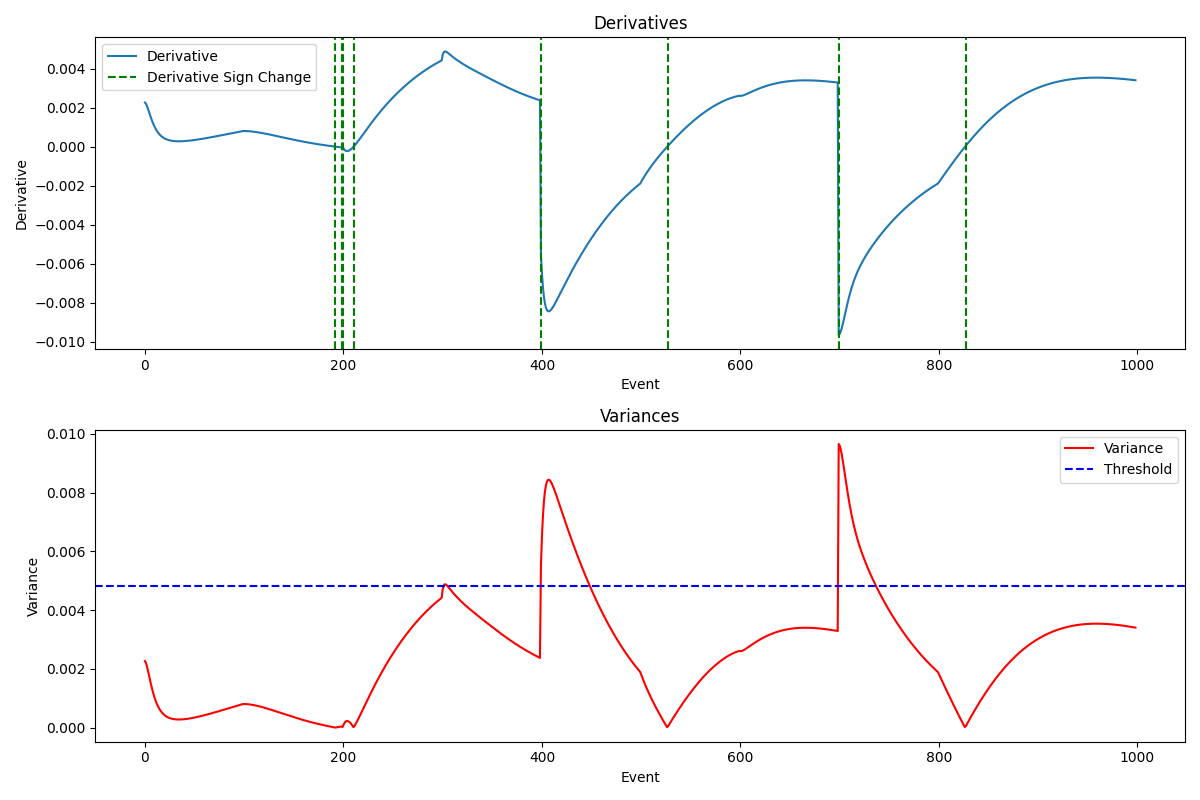 Derivatives
Derivative
Derivative Sign Change
0.004
0.002
0.000
−0.002
−0.004
−0.006
−0.008
−0.010
Derivative
0 200 400 600 800 1000
Event
Variances
Variance
Threshold
0.010
0.008
0.006
0.004
0.002
0.000
Variance
0 200 400 600 800 1000
Event